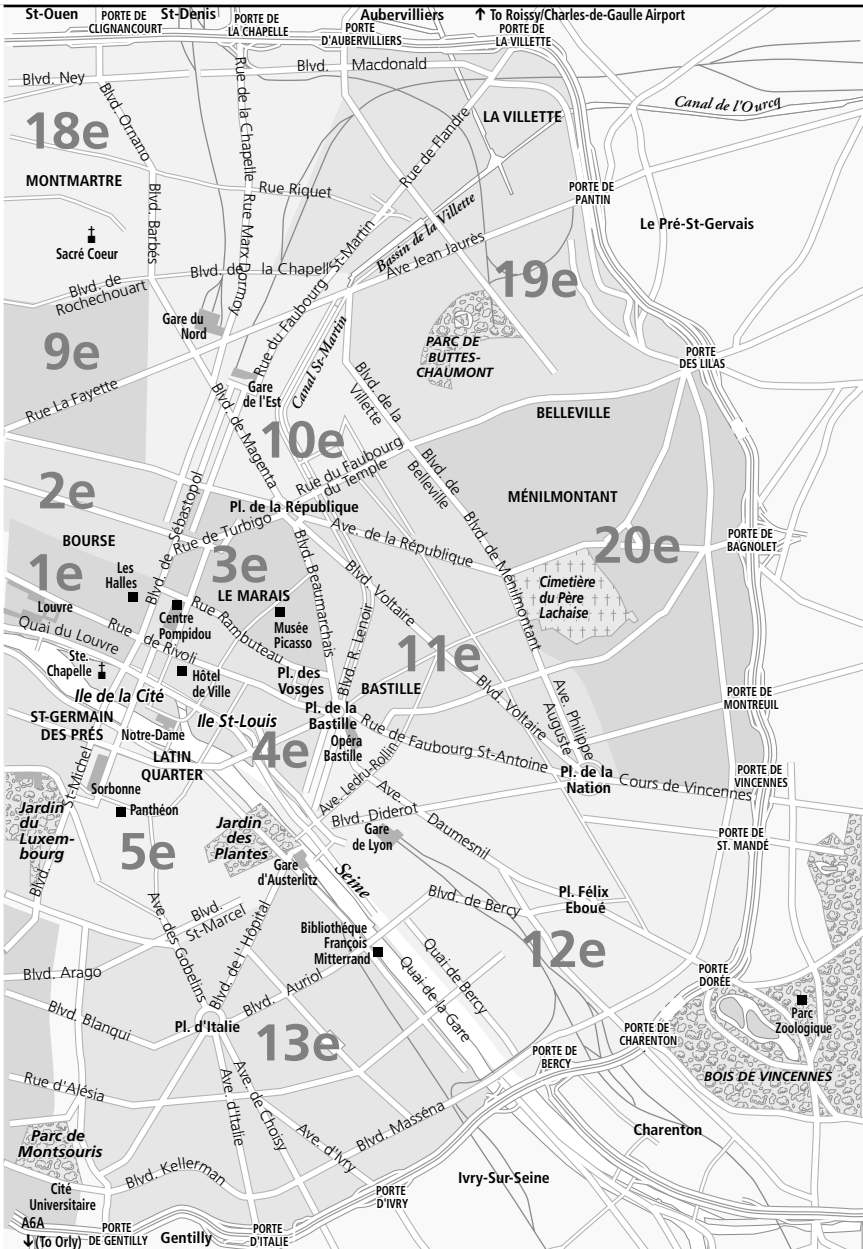 St-Ouen
PORTE DE
CLIGNANCOURT
St-Denis
PORTE DE
LA CHAPELLE
Aubervilliers
PORTE
D'AUBERVILLIERS
↑ To Roissy/Charles-de-Gaulle Airport
PORTE DE
LA VILLETTE
Blvd. Ney
Blvd. Macdonald
Canal de l'Ourcq
Blvd. Ornano
Rue de la Chapelle
Rue de Flandre
LA VILLETTE
18e
MONTMARTRE
Rue Riquet
PORTE DE
PANTIN
Blvd. Barbés
Rue Marx Dormoy
Bassin de la Villette
Le Pré-St-Gervais
Sacré Coeur
Ave Jean Jaurès
Blvd. de la Chapell
Blvd. de
Rochechouart
Rue du Faubourg St-Martin
19e
Gare du
Nord
9e
Canal St-Martin
PARC DE
BUTTES-
CHAUMONT
PORTE
DES LILAS
Rue La Fayette
Gare
de l'Est
Blvd. de la
Villette
Blvd. de Magenta
BELLEVILLE
10e
Rue du Faubourg
du Temple
Blvd. de
Belleville
2e
MÉNILMONTANT
Pl. de la République
Blvd. de Sébastopol
Rue de Turbigo
Ave. de la République
Blvd. de Ménilmontant
20e
PORTE DE
BAGNOLET
BOURSE
Les
Halles
3e
Blvd. Beaumarchais
Blvd. Voltaire
1e
LE MARAIS
Cimetière
du Père
Lachaise
Louvre
Centre
Pompidou
Rue Rambuteau
Musée
Picasso
Quai du Louvre
Rue de Rivoli
Blvd. R. Lenoir
11e
Ste.
Chapelle
Hôtel
de Ville
Pl. des
Vosges
BASTILLE
Blvd. Voltaire
Ave. Philippe
Auguste
PORTE DE
MONTREUIL
Ile de la Cité
Ile St-Louis
Pl. de la
Bastille
ST-GERMAIN
DES PRÉS
Notre-Dame
4e
Opéra
Bastille
Rue de Faubourg St-Antoine
LATIN
QUARTER
Pl. de la
Nation
Cours de Vincennes
PORTE DE
VINCENNES
Blvd. St-Michel
Sorbonne
Ave. Ledru-Rollin
Panthéon
Jardin
du
Luxem-
bourg
Jardin
des
Plantes
Blvd. Diderot
Ave. Daumesnil
PORTE DE
ST. MANDÉ
Gare
de Lyon
5e
Gare
d'Austerlitz
Seine
Pl. Félix
Eboué
Blvd. de Bercy
Blvd.
St-Marcel
Ave. des Gobelins
Blvd. de l' Hôpital
Bibliothéque
François
Mitterrand
12e
Quai de Bercy
Quai de la Gare
Blvd. Arago
PORTE
DORÉE
Blvd. Auriol
Parc
Zoologique
Blvd. Blanqui
Pl. d'Italie
13e
PORTE DE
CHARENTON
PORTE DE
BERCY
BOIS DE VINCENNES
Rue d'Alésia
Ave. d'Italie
Ave. de Choisy
Ave. d'Ivry
Blvd. Masséna
Charenton
Parc de
Montsouris
Blvd. Kellerman
Ivry-Sur-Seine
Cité
Universitaire
PORTE
D'IVRY
A6A
↓(To Orly)
PORTE
DE GENTILLY
Gentilly
PORTE
D'ITALIE